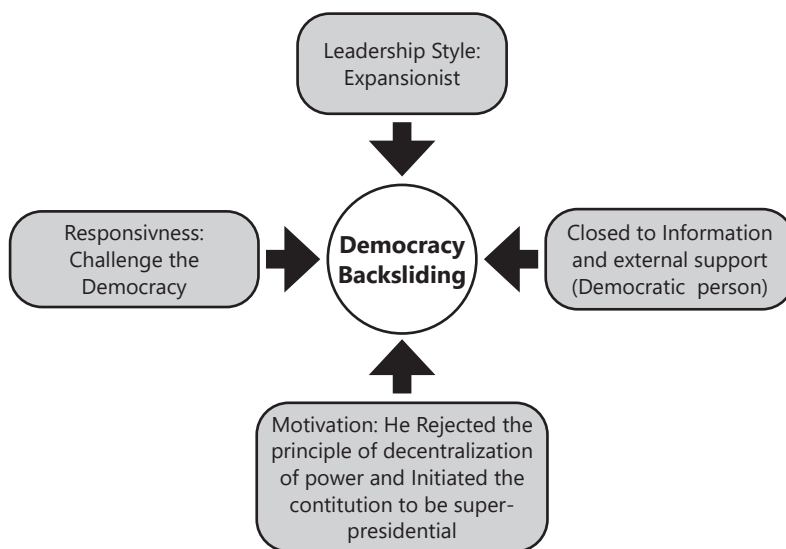 Leadership Style:
Expansionist
Responsivness:
Challenge the
Democracy
Democracy
Backsliding
Closed to Information
and external support
(Democratic person)
Motivation: He Rejected the
principle of decentralization
of power and Initiated the
contitution to be super-
presidential